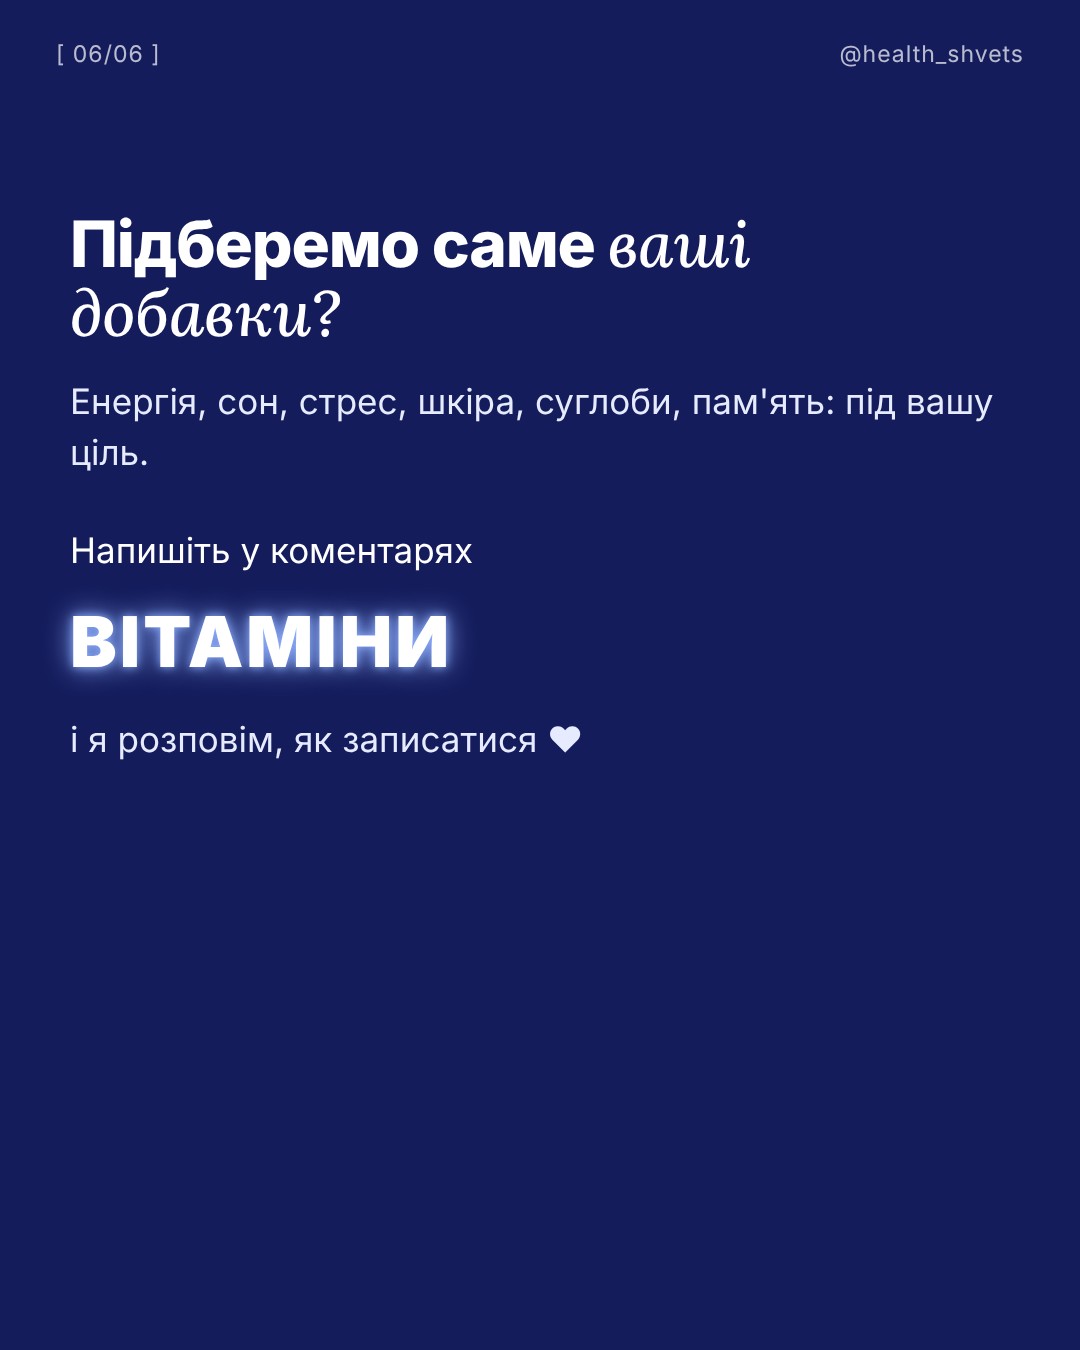 [ 06/06 ]
@health_shvets
Підберемо саме ваші
добавки?
Енергія, сон, стрес, шкіра, суглоби, пам'ять: під вашу
ціль.
Напишіть у коментарях
ВІТАМІНИ
і я розповім, як записатися ♥